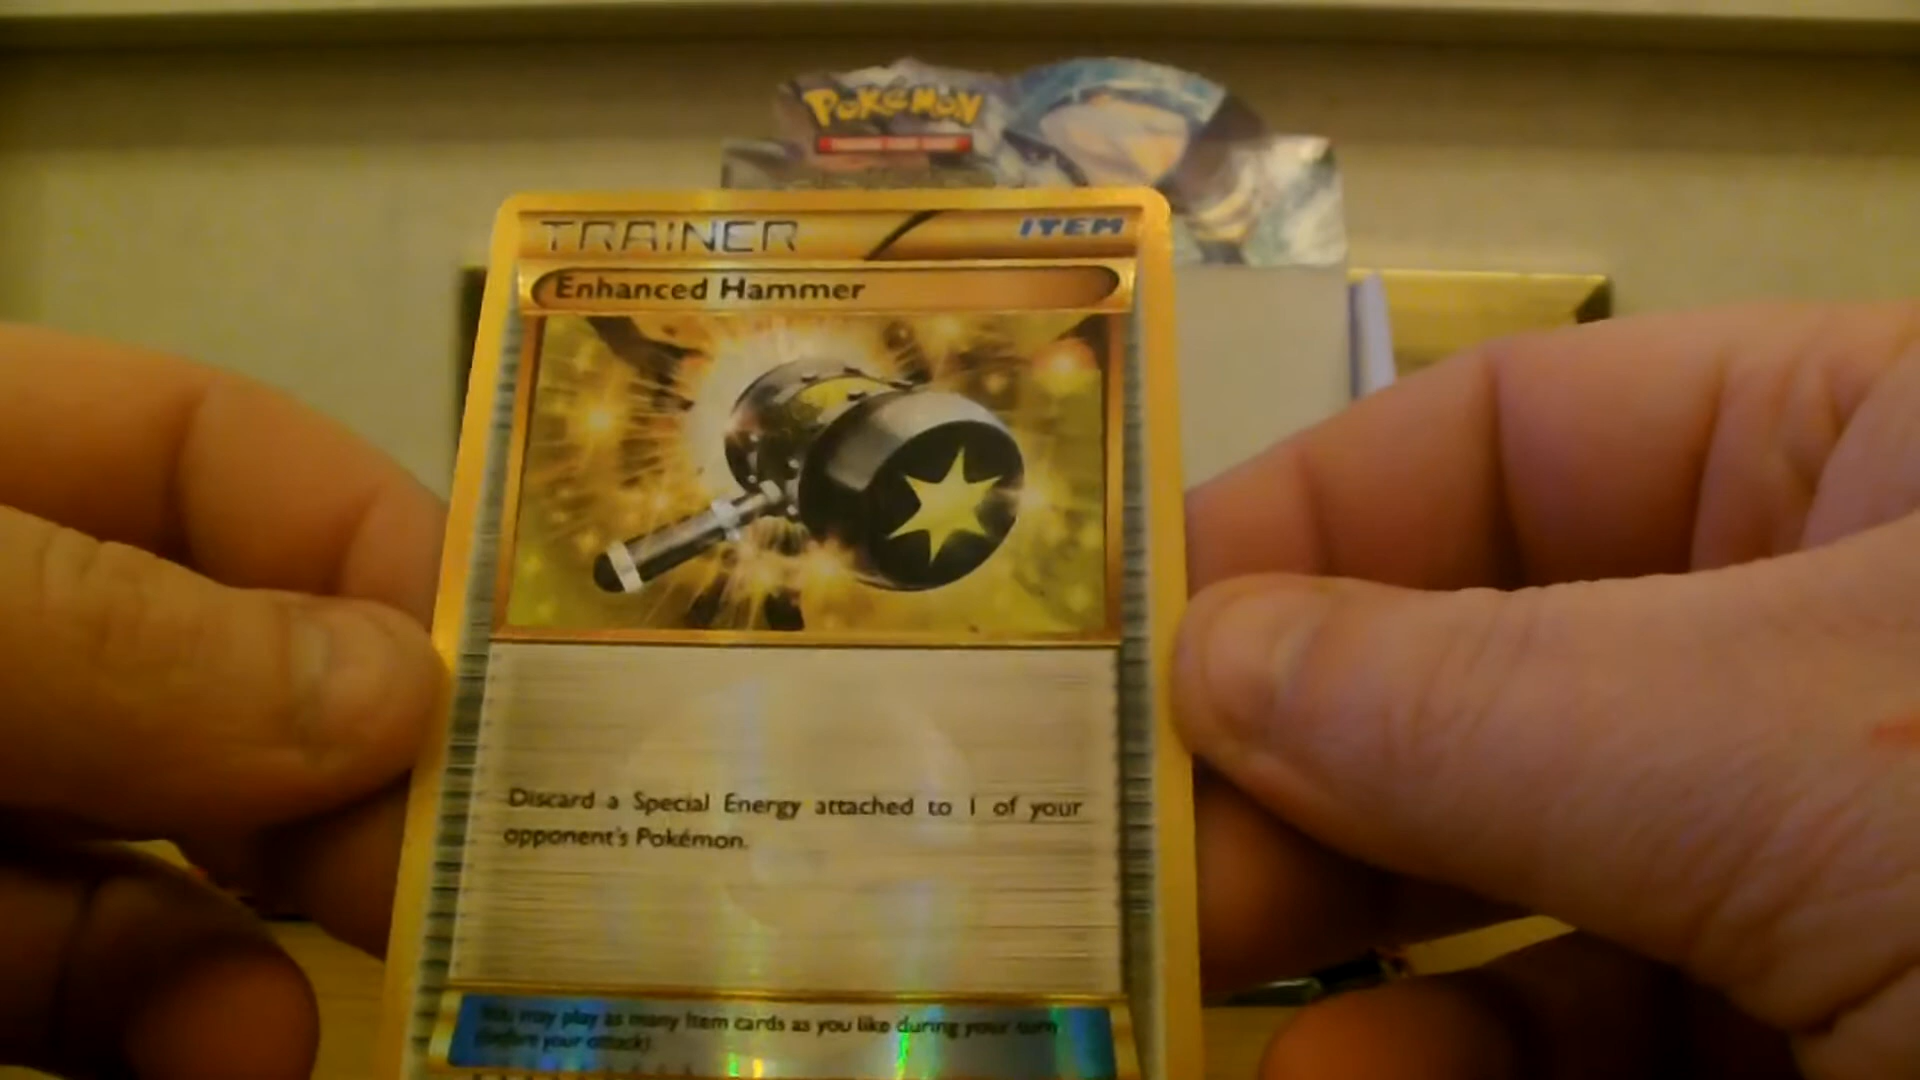 POKéMON
TRAINER
ITEM
Enhanced Hammer
Discard a Special Energy attached to 1 of your
opponent's Pokémon.
You may play as many Item cards as you like during your turn
(before your attack).